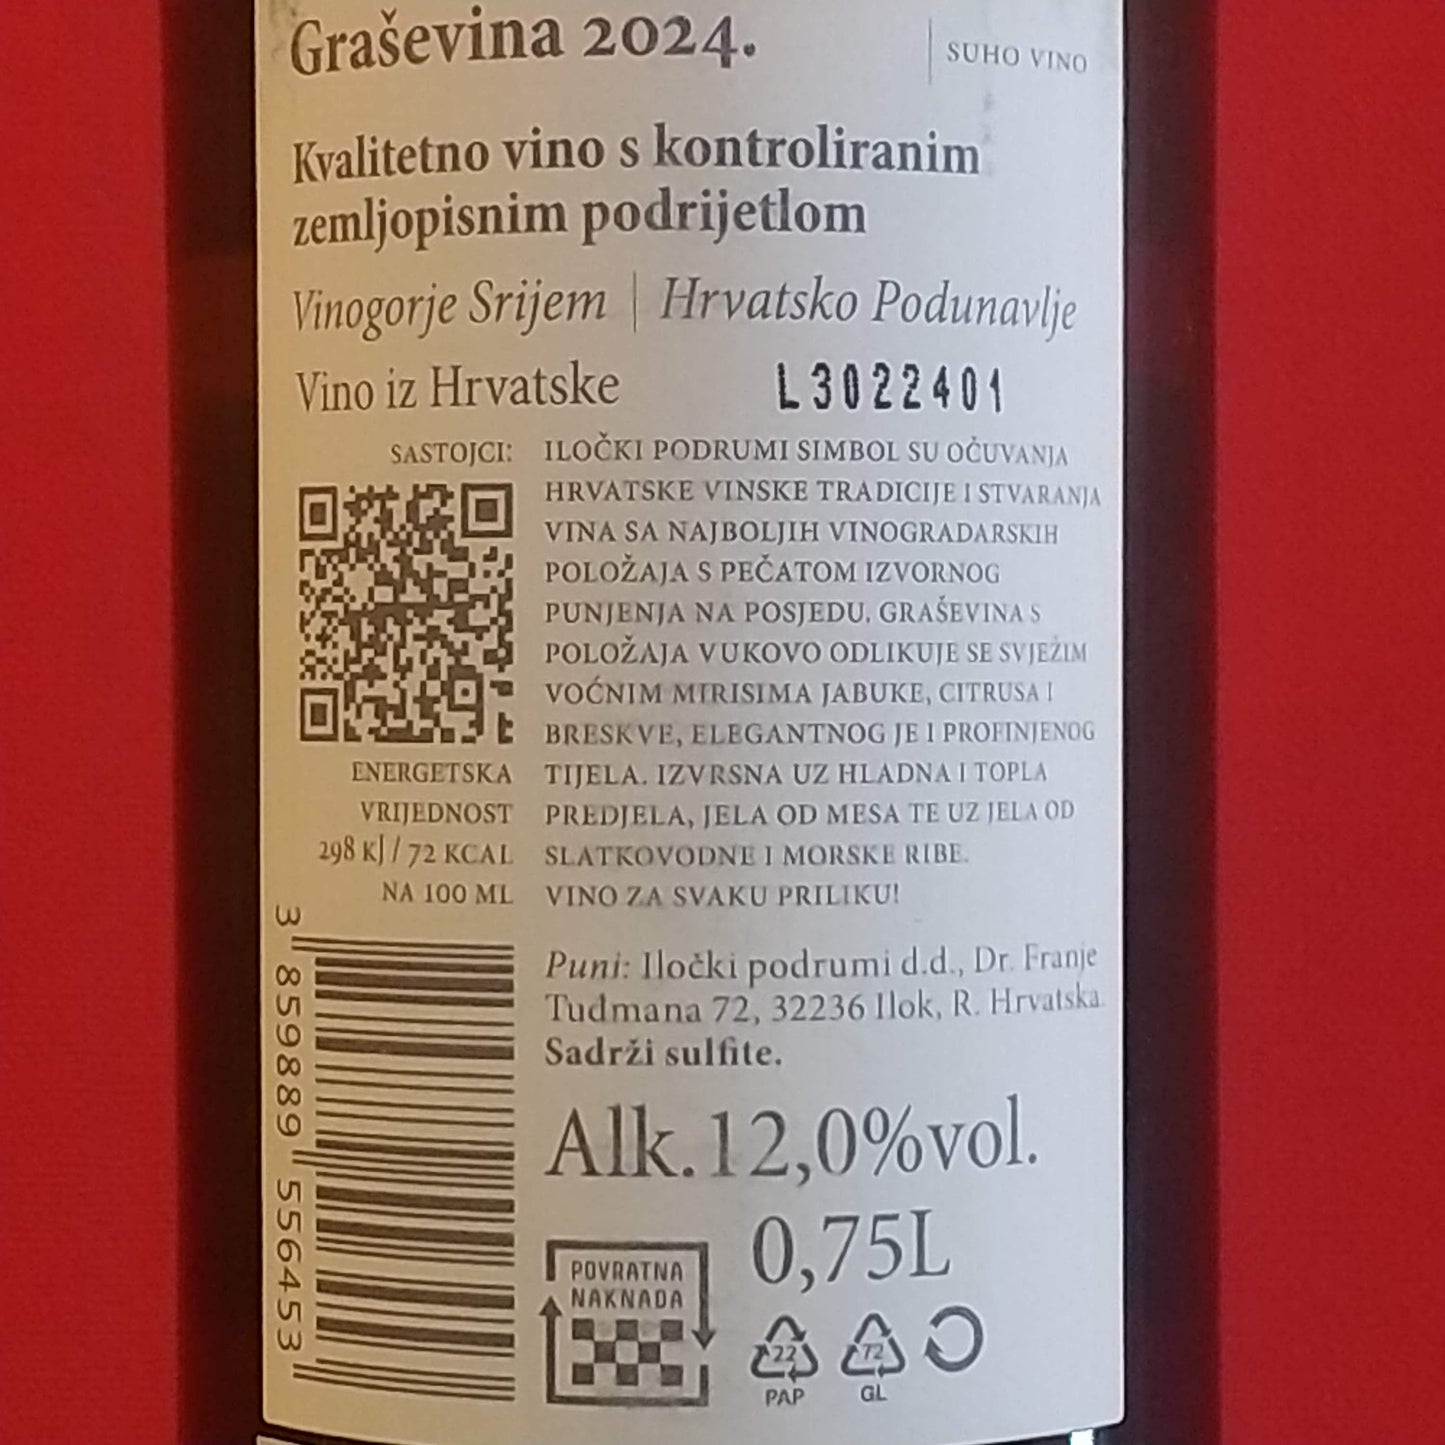 Graševina 2024.
SUHO VINO
Kvalitetno vino s kontroliranim
zemljopisnim podrijetlom
Vinogorje Srijem | Hrvatsko Podunavlje
Vino iz Hrvatske
L3022401
SASTOJCI:
ENERGETSKA
VRIJEDNOST
298 KJ / 72 KCAL
NA 100 ML
ILOČKI PODRUMI SIMBOL SU OČUVANJA
HRVATSKE VINSKE TRADICIJE I STVARANJA
VINA SA NAJBOLJIH VINOGRADARSKIH
POLOŽAJA S PEČATOM IZVORNOG
PUNJENJA NA POSJEDU. GRAŠEVINA S
POLOŽAJA VUKOVO ODLIKUJE SE SVJEŽIM
VOĆNIM MIRISIMA JABUKE, CITRUSA I
BRESKVE, ELEGANTNOG JE I PROFINJENOG
TIJELA. IZVRSNA UZ HLADNA I TOPLA
PREDJELA, JELA OD MESA TE UZ JELA OD
SLATKOVODNE I MORSKE RIBE.
VINO ZA SVAKU PRILIKU!
Puni: Iločki podrumi d.d., Dr. Franje
Tuđmana 72, 32236 Ilok, R. Hrvatska.
Sadrži sulfite.
Alk. 12,0%vol.
0,75L
POVRATNA
NAKNADA
22
PAP
72
GL
3 859889 556453